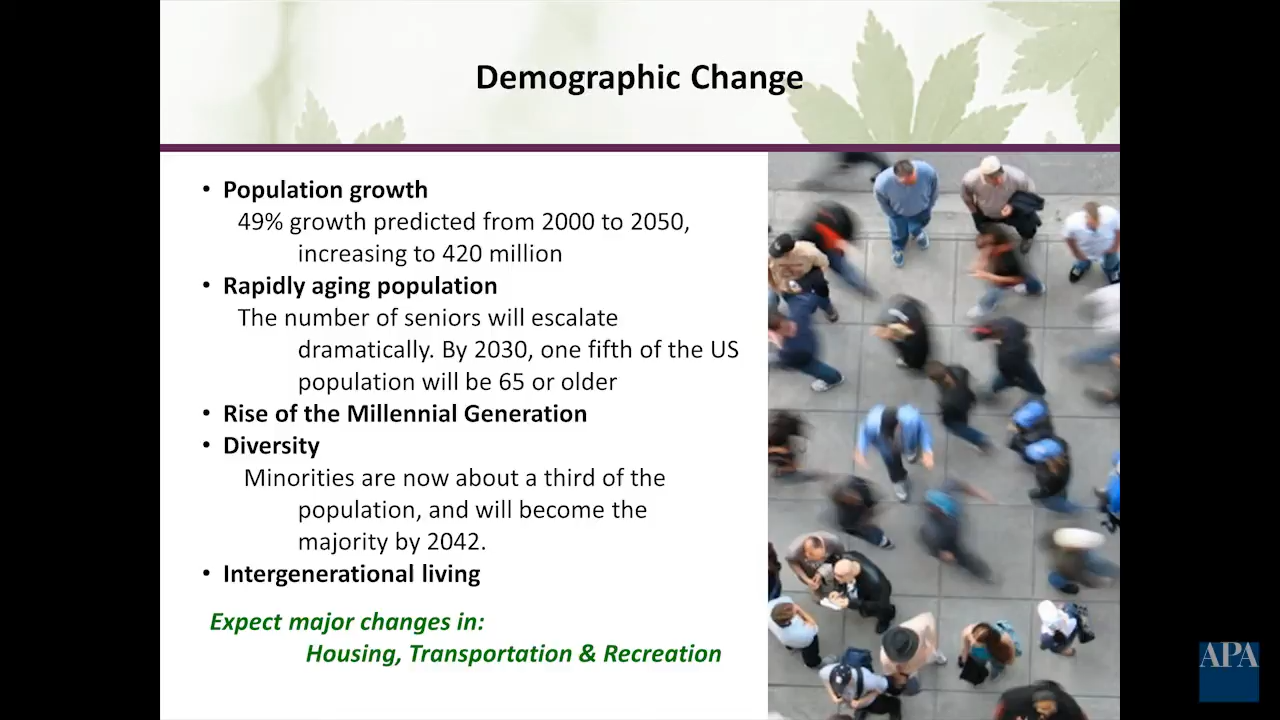 Demographic Change
• Population growth
49% growth predicted from 2000 to 2050,
increasing to 420 million
• Rapidly aging population
The number of seniors will escalate
dramatically. By 2030, one fifth of the US
population will be 65 or older
• Rise of the Millennial Generation
• Diversity
Minorities are now about a third of the
population, and will become the
majority by 2042.
• Intergenerational living
Expect major changes in:
Housing, Transportation & Recreation
APA